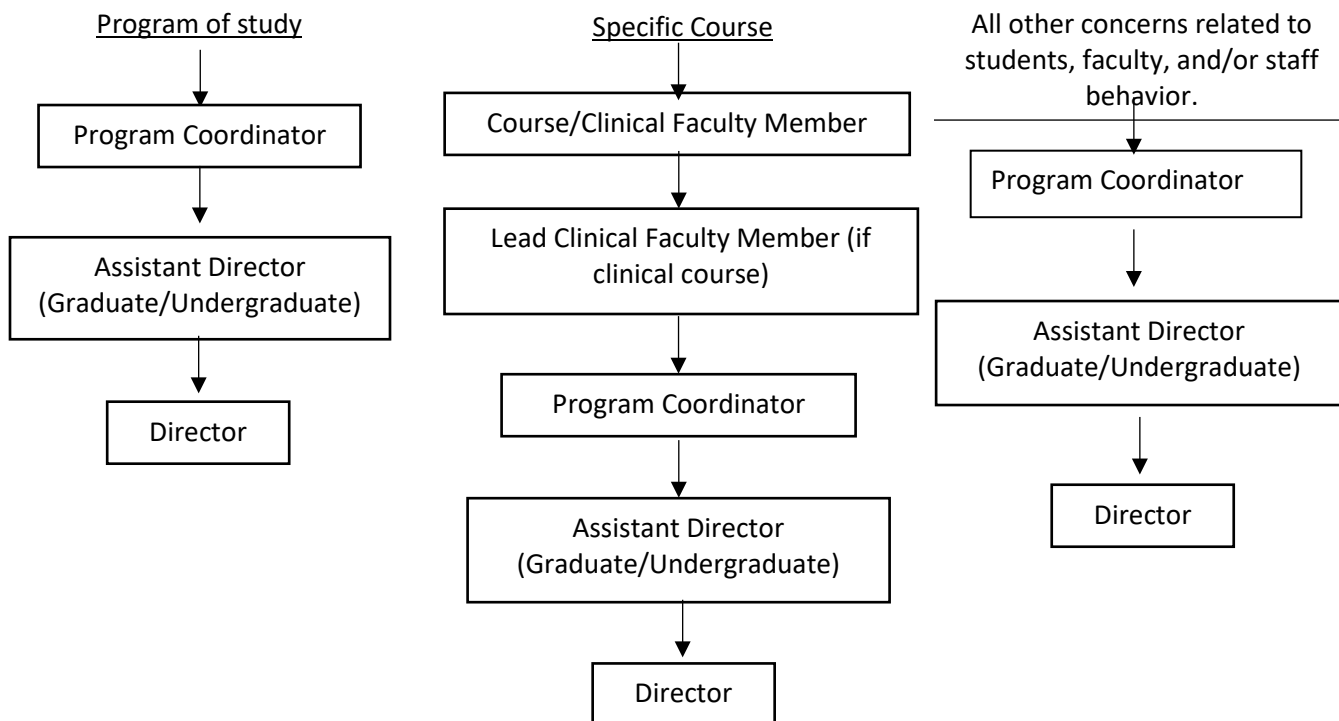 Program of study
Program Coordinator
Assistant Director
(Graduate/Undergraduate)
Director
Specific Course
Course/Clinical Faculty Member
Lead Clinical Faculty Member (if
clinical course)
Program Coordinator
Assistant Director
(Graduate/Undergraduate)
Director
All other concerns related to
students, faculty, and/or staff
behavior.
Program Coordinator
Assistant Director
(Graduate/Undergraduate)
Director